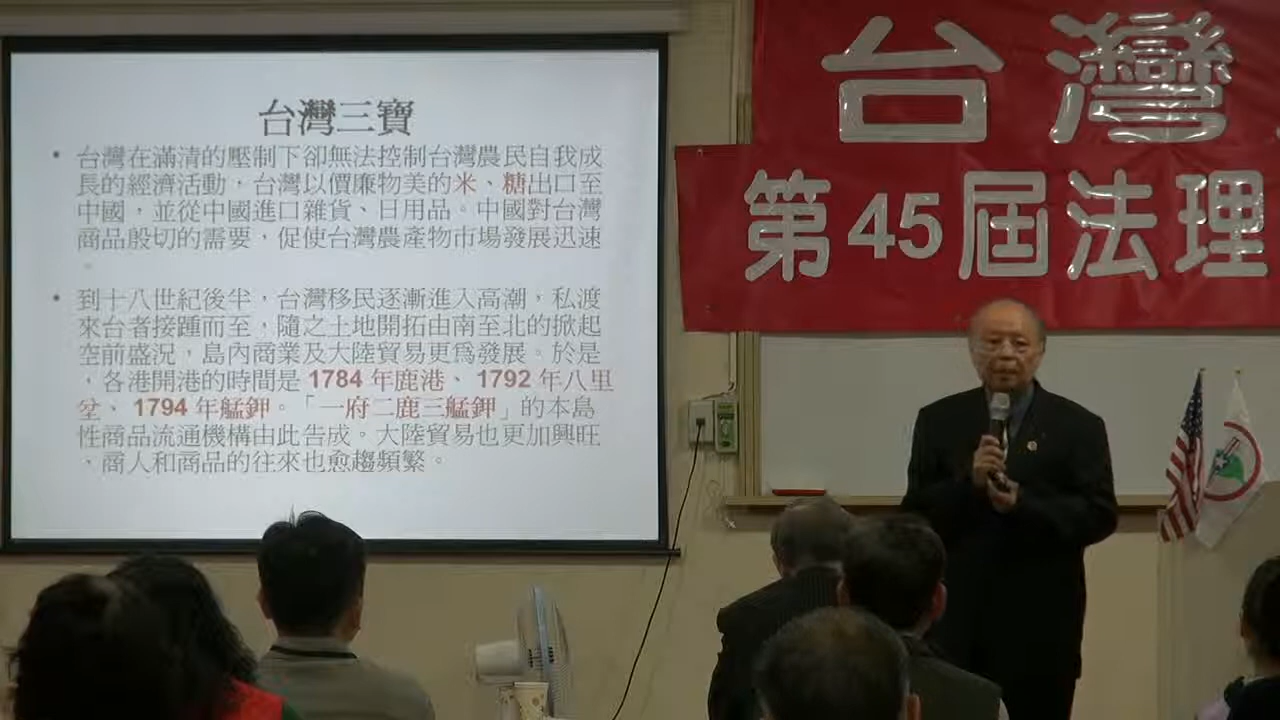 台灣三寶
• 台灣在滿清的壓制下卻無法控制台灣農民自我成
長的經濟活動，台灣以價廉物美的米、糖出口至
中國，並從中國進口雜貨、日用品。中國對台灣
商品殷切的需要，促使台灣農產物市場發展迅速
。
• 到十八世紀後半，台灣移民逐漸進入高潮，私渡
來台者接踵而至，隨之土地開拓由南至北的掀起
空前盛況，島內商業及大陸貿易更為發展。於是
，各港開港的時間是 1784 年鹿港、 1792 年八里
坌、 1794 年艋舺。「一府二鹿三艋舺」的本島
性商品流通機構由此告成。大陸貿易也更加興旺
，商人和商品的往來也愈趨頻繁。
台灣
第45屆法理